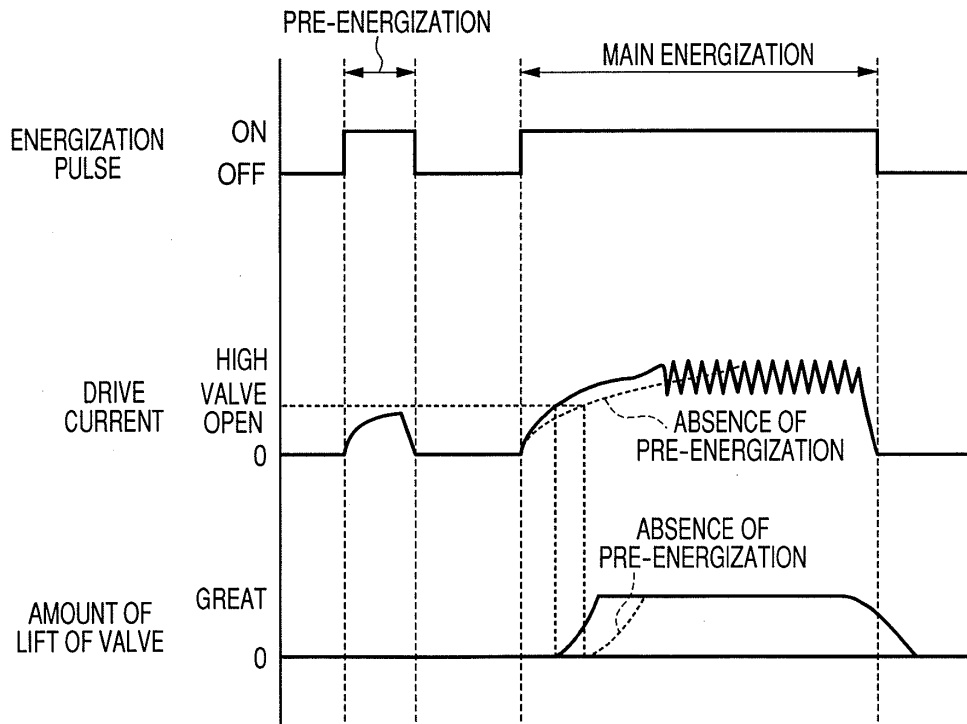 PRE-ENERGIZATION
MAIN ENERGIZATION
ENERGIZATION
PULSE
ON
OFF
DRIVE
CURRENT
HIGH
VALVE
OPEN
0
ABSENCE OF
PRE-ENERGIZATION
ABSENCE OF
PRE-ENERGIZATION
AMOUNT OF
LIFT OF VALVE
GREAT
0